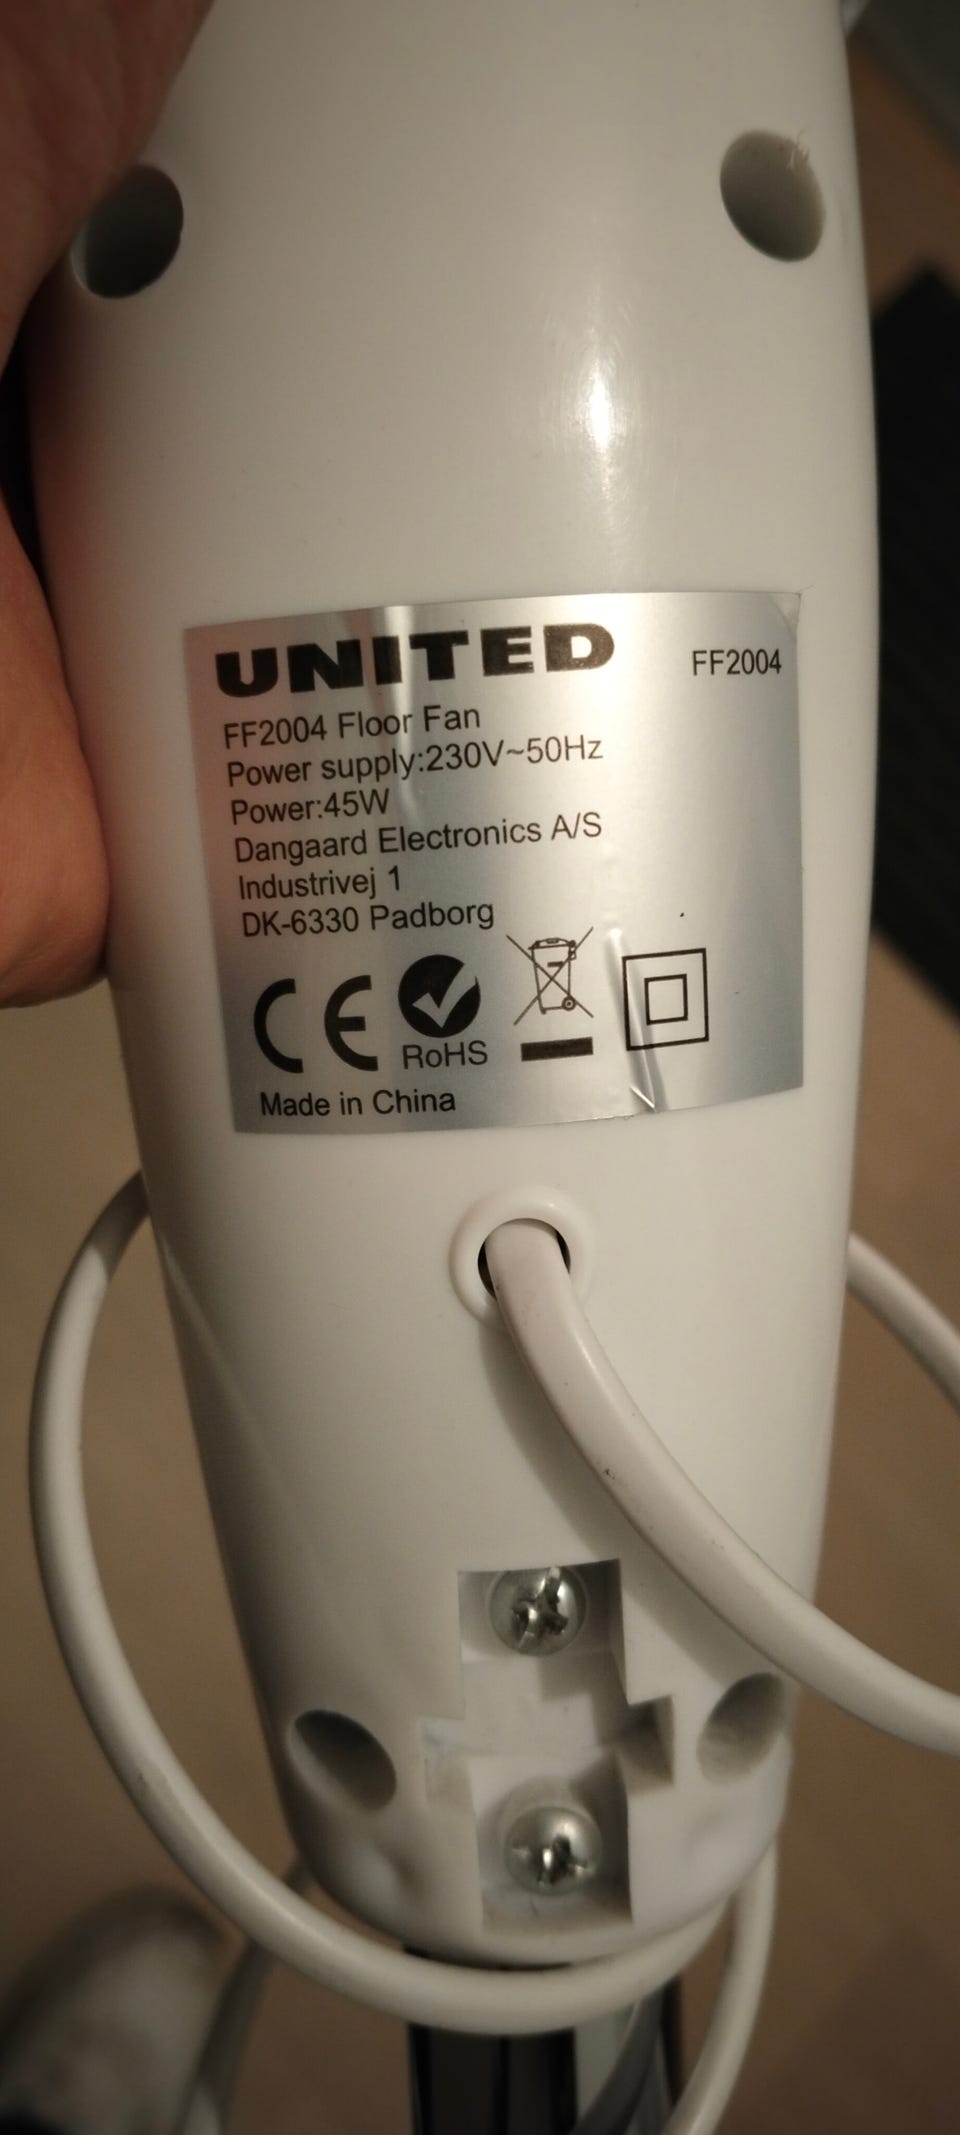 UNITED FF2004
FF2004 Floor Fan
Power supply:230V~50Hz
Power:45W
Dangaard Electronics A/S
Industrivej 1
DK-6330 Padborg
CE RoHS
Made in China